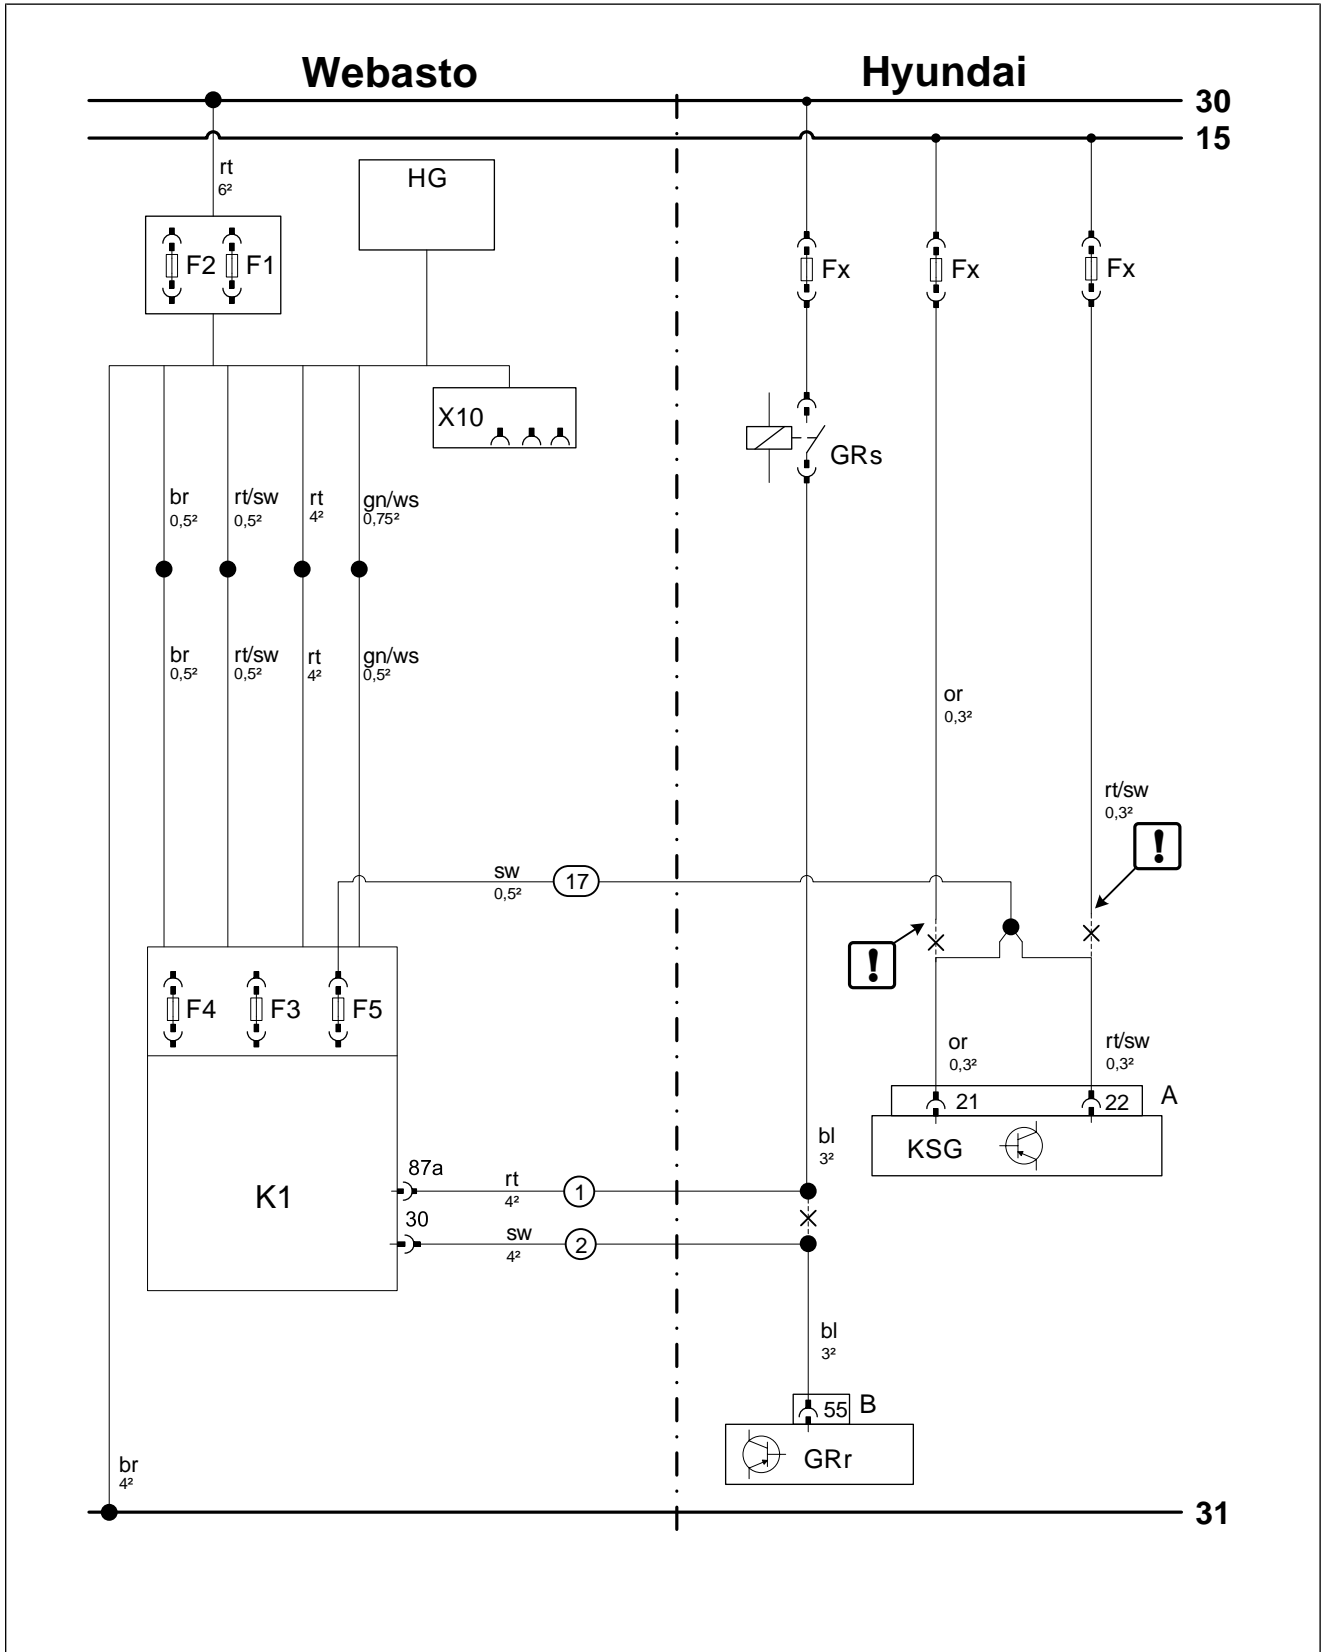 Webasto
Hyundai
30
15
rt
6²
HG
F2 F1
Fx
Fx
Fx
X10
GRs
br
0,5²
rt/sw
0,5²
rt
4²
gn/ws
0,75²
br
0,5²
rt/sw
0,5²
rt
4²
gn/ws
0,5²
or
0,3²
rt/sw
0,3²
!
sw
0,5²
17
!
F4 F3 F5
or
0,3²
rt/sw
0,3²
21
22
A
KSG
bl
3²
87a
rt
4²
1
K1
30
sw
4²
2
bl
3²
55
B
GRr
br
4²
31